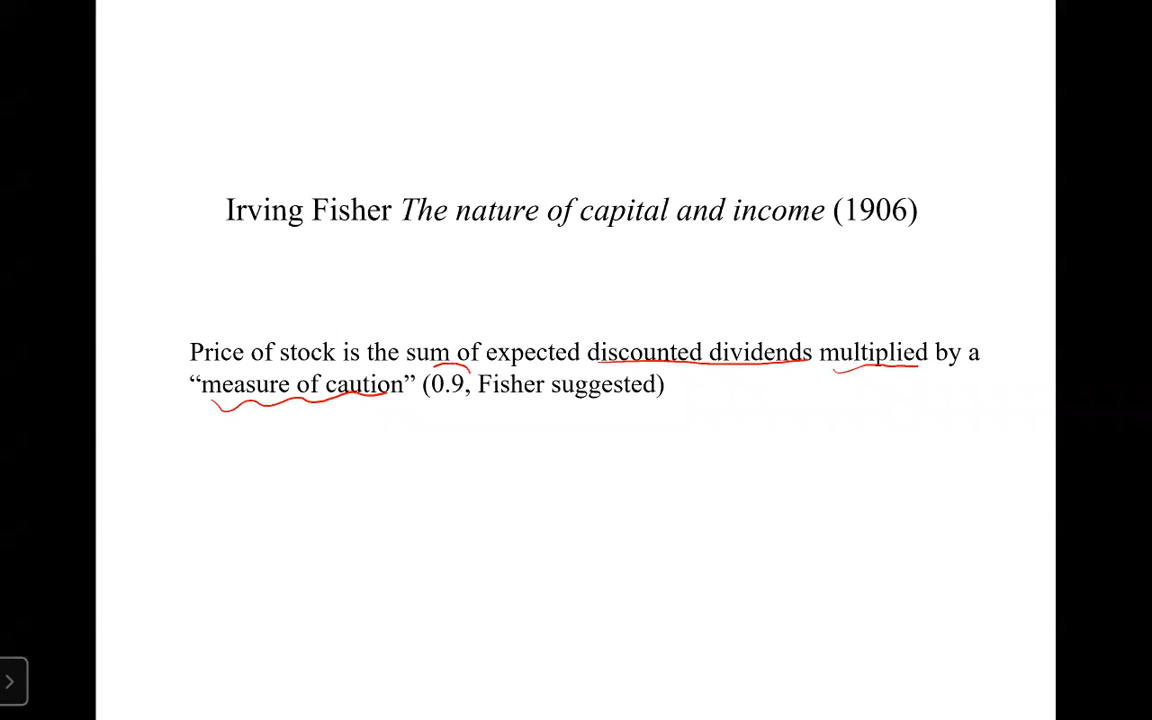 Irving Fisher The nature of capital and income (1906)
Price of stock is the sum of expected discounted dividends multiplied by a
“measure of caution” (0.9, Fisher suggested)